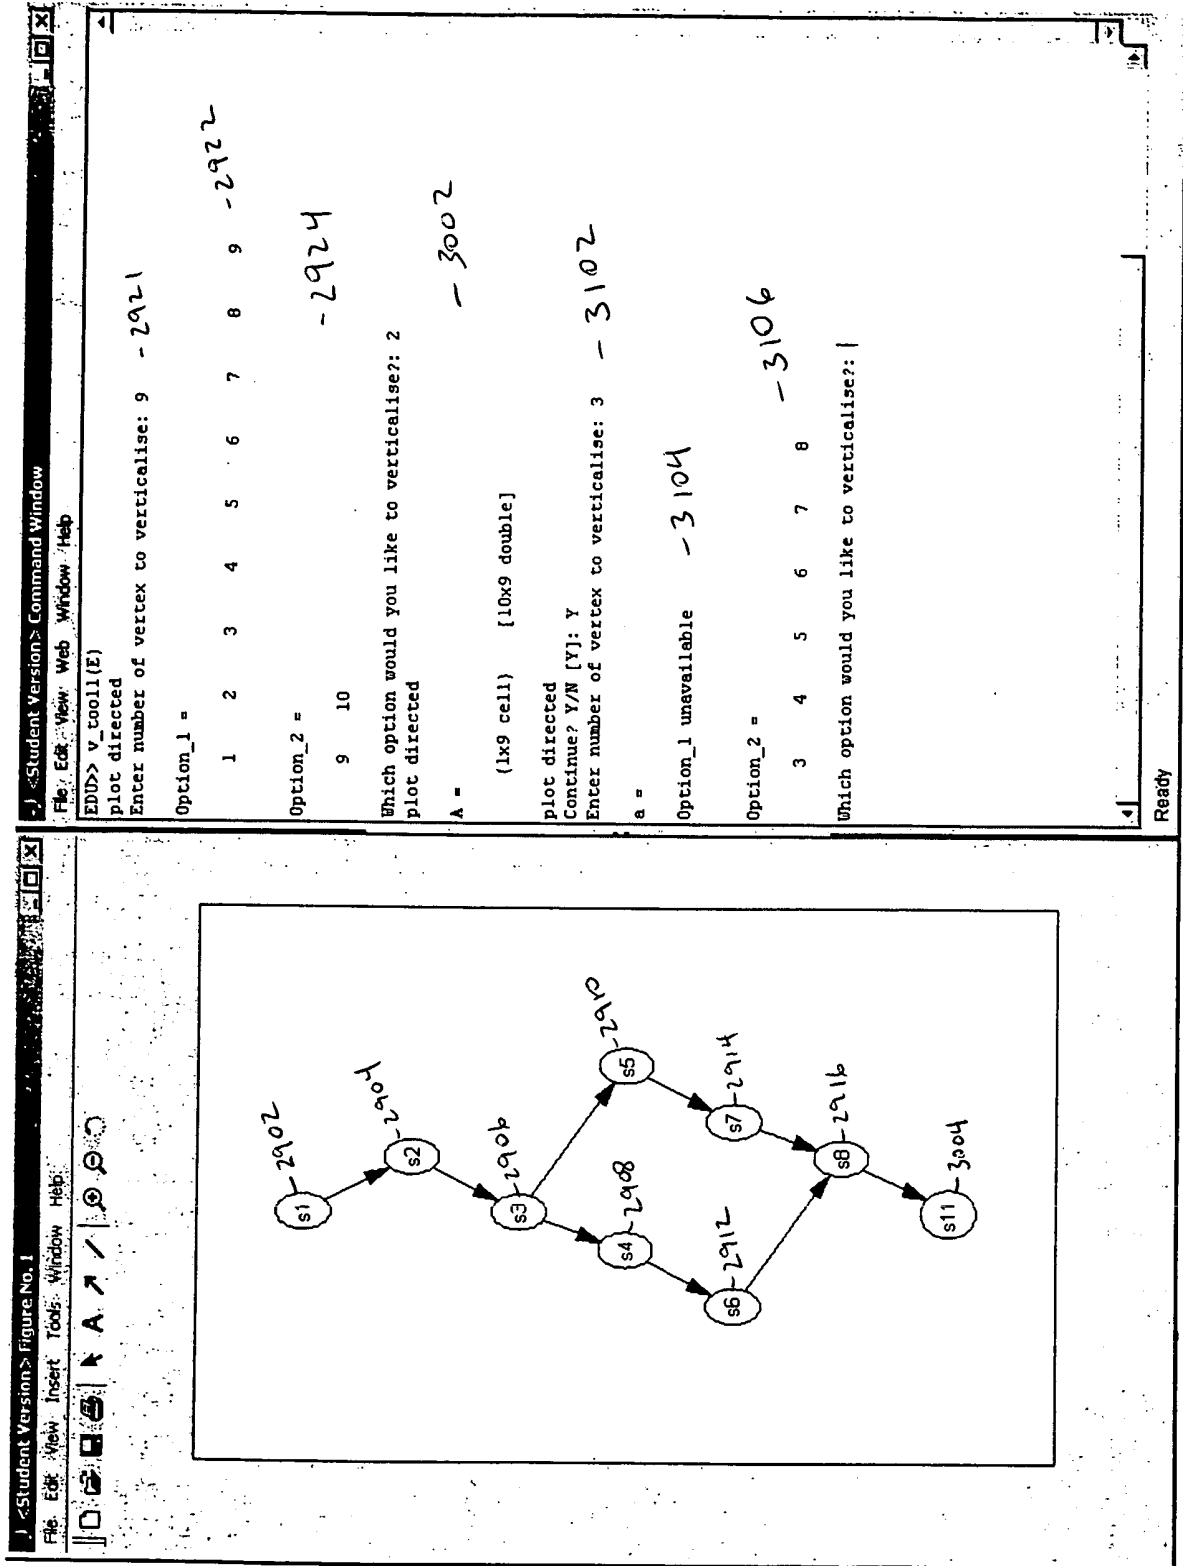 <Student Version> Figure No. 1
File Edit View Insert Tools Window Help
s1 -2902
s2 -2904
s3 -2906
s4 -2908
s5 -2910
s6 -2912
s7 -2914
s8 -2916
s11 -3004
<Student Version> Command Window
File Edit View Web Window Help
EDU>> v_tool1(E)
plot directed
Enter number of vertex to verticalise: 9 -2921
Option_1 =
1 2 3 4 5 6 7 8 9 -2922
Option_2 = -2924
9 10
Which option would you like to verticalise?: 2
plot directed
A = -3002
{1x9 cell} [10x9 double]
plot directed
Continue? Y/N [Y]: Y
Enter number of vertex to verticalise: 3 -3102
a =
Option_1 unavailable -3104
Option_2 =
3 4 5 6 7 8 -3106
Which option would you like to verticalise?: |
Ready